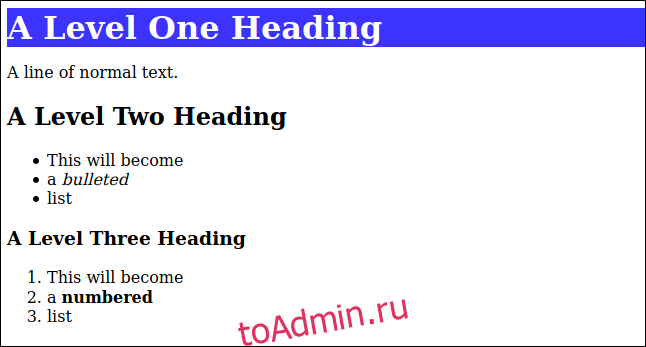 A Level One Heading
A line of normal text.
A Level Two Heading
• This will become
• a bulleted
• list
A Level Three Heading
1. This will become
2. a numbered
3. list
toAdmin.ru